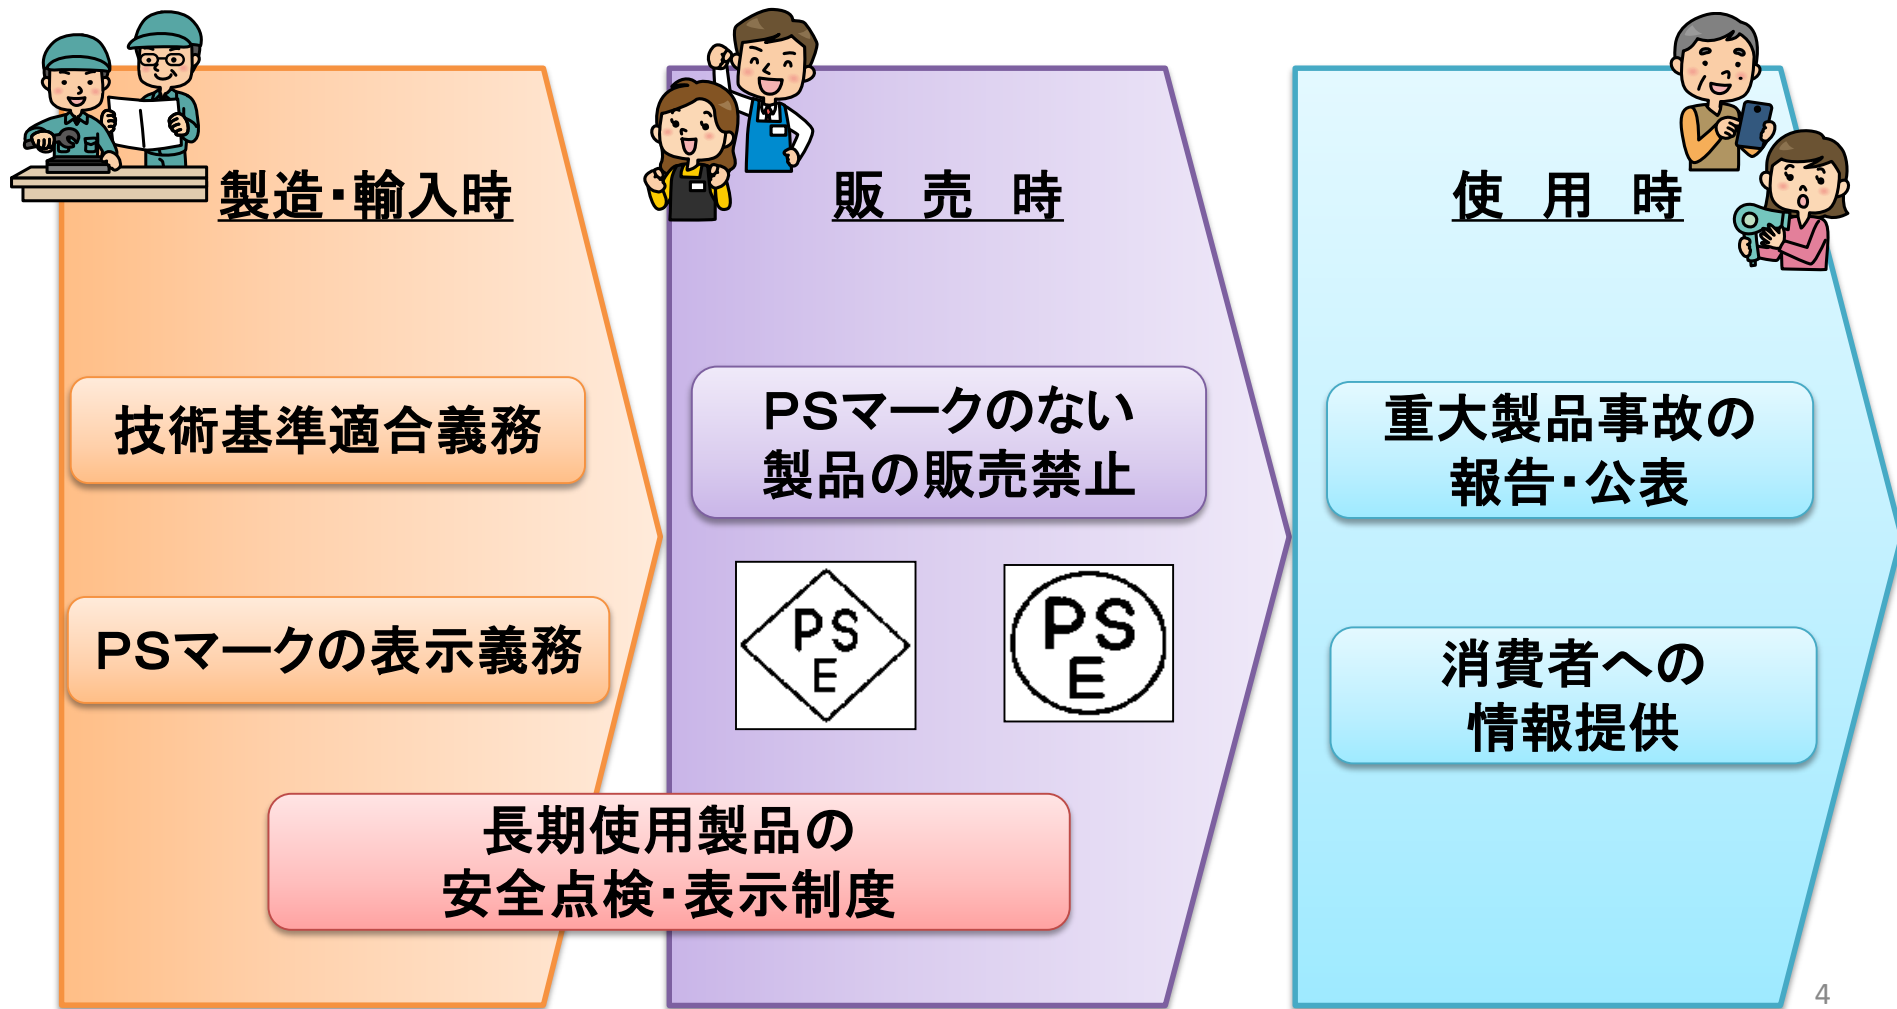 製造・輸入時
技術基準適合義務
PSマークの表示義務
販 売 時
PSマークのない
製品の販売禁止
PS
E
PS
E
長期使用製品の
安全点検・表示制度
使 用 時
重大製品事故の
報告・公表
消費者への
情報提供
4